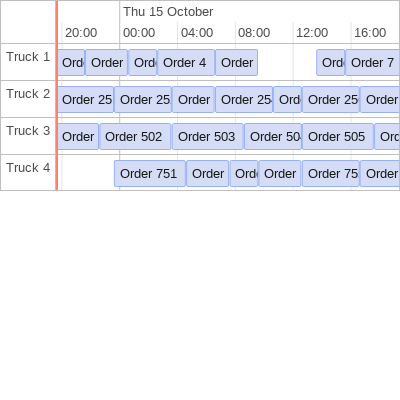 Thu 15 October
20:00 00:00 04:00 08:00 12:00 16:00
Truck 1 Ord Order Ord Order 4 Order Ord Order 7
Truck 2 Order 25 Order 25 Order Order 25 Ord Order 25 Order
Truck 3 Order Order 502 Order 503 Order 50 Order 505 Ord
Truck 4 Order 751 Order Ord Order Order 75 Order